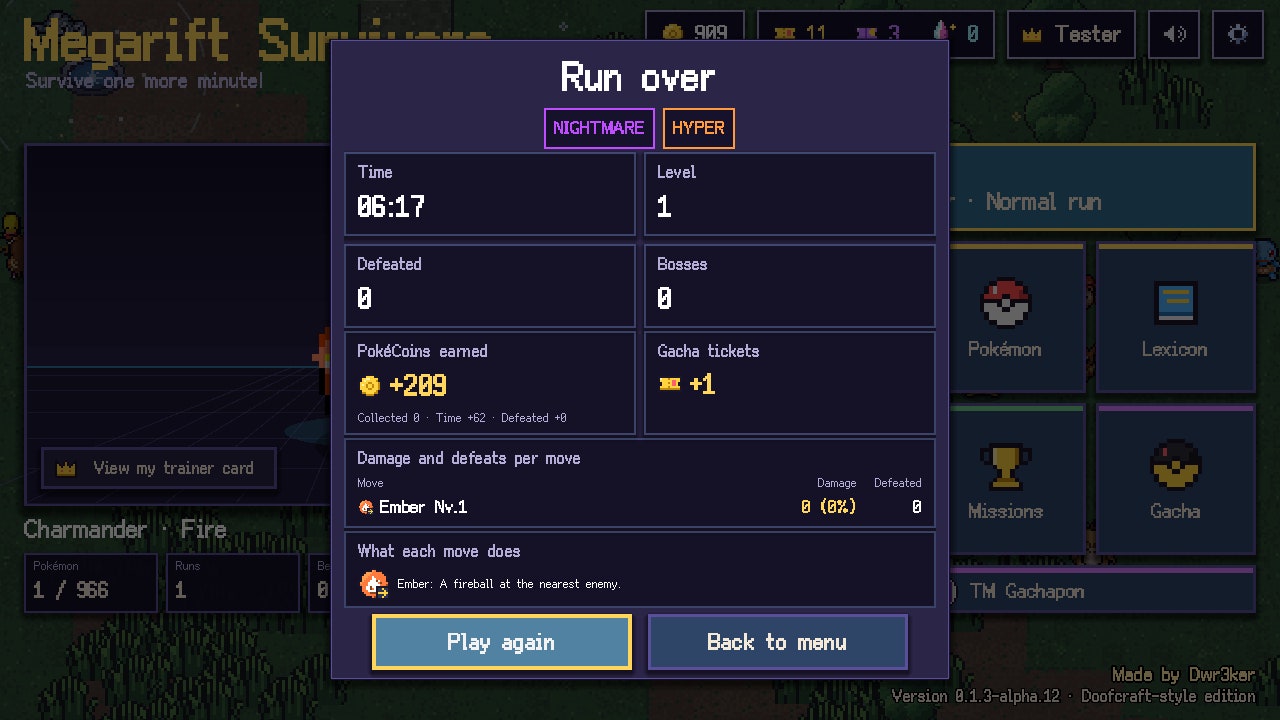 Megarift Survivors
909
11
3
0
Tester
Survive one more minute!
Run over
NIGHTMARE
HYPER
Time
06:17
Level
1
Defeated
0
Bosses
0
PokéCoins earned
+209
Collected 0 · Time +62 · Defeated +0
Gacha tickets
+1
Damage and defeats per move
Move Damage Defeated
Ember Nv.1 0 (0%) 0
What each move does
Ember: A fireball at the nearest enemy.
Play again
Back to menu
View my trainer card
Charmander · Fire
Pokémon
1 / 966
Runs
1
0
· Normal run
Pokémon
Lexicon
Missions
Gacha
TM Gachapon
Made by Dwr3ker
Version 0.1.3-alpha.12 · Doofcraft-style edition